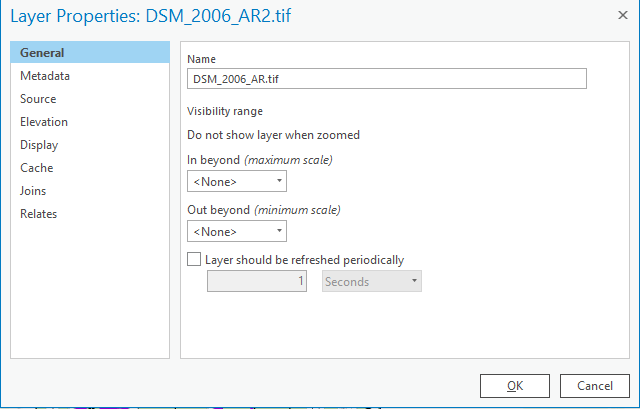 Layer Properties: DSM_2006_AR2.tif
General
Metadata
Source
Elevation
Display
Cache
Joins
Relates
Name
DSM_2006_AR.tif
Visibility range
Do not show layer when zoomed
In beyond (maximum scale)
<None>
Out beyond (minimum scale)
<None>
Layer should be refreshed periodically
1 Seconds
OK Cancel